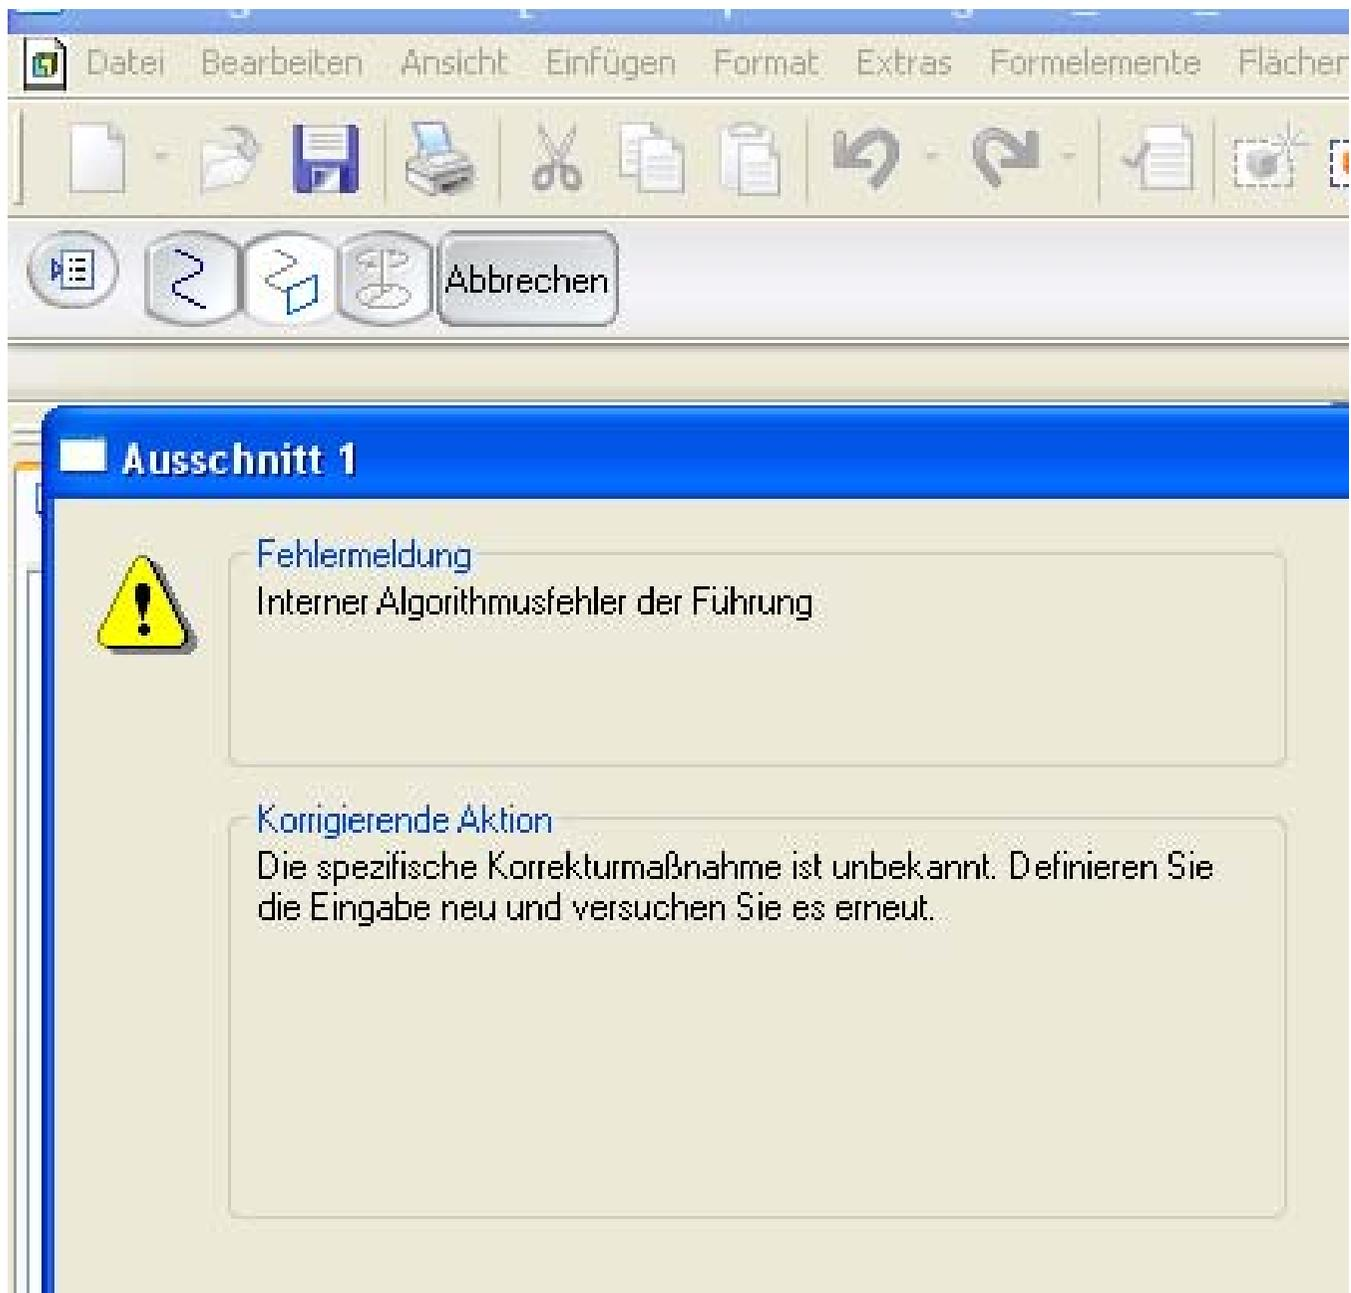 Datei Bearbeiten Ansicht Einfügen Format Extras Formelemente Flächen
Abbrechen
Ausschnitt 1
Fehlermeldung
Interner Algorithmusfehler der Führung
Korrigierende Aktion
Die spezifische Korrekturmaßnahme ist unbekannt. Definieren Sie
die Eingabe neu und versuchen Sie es erneut.